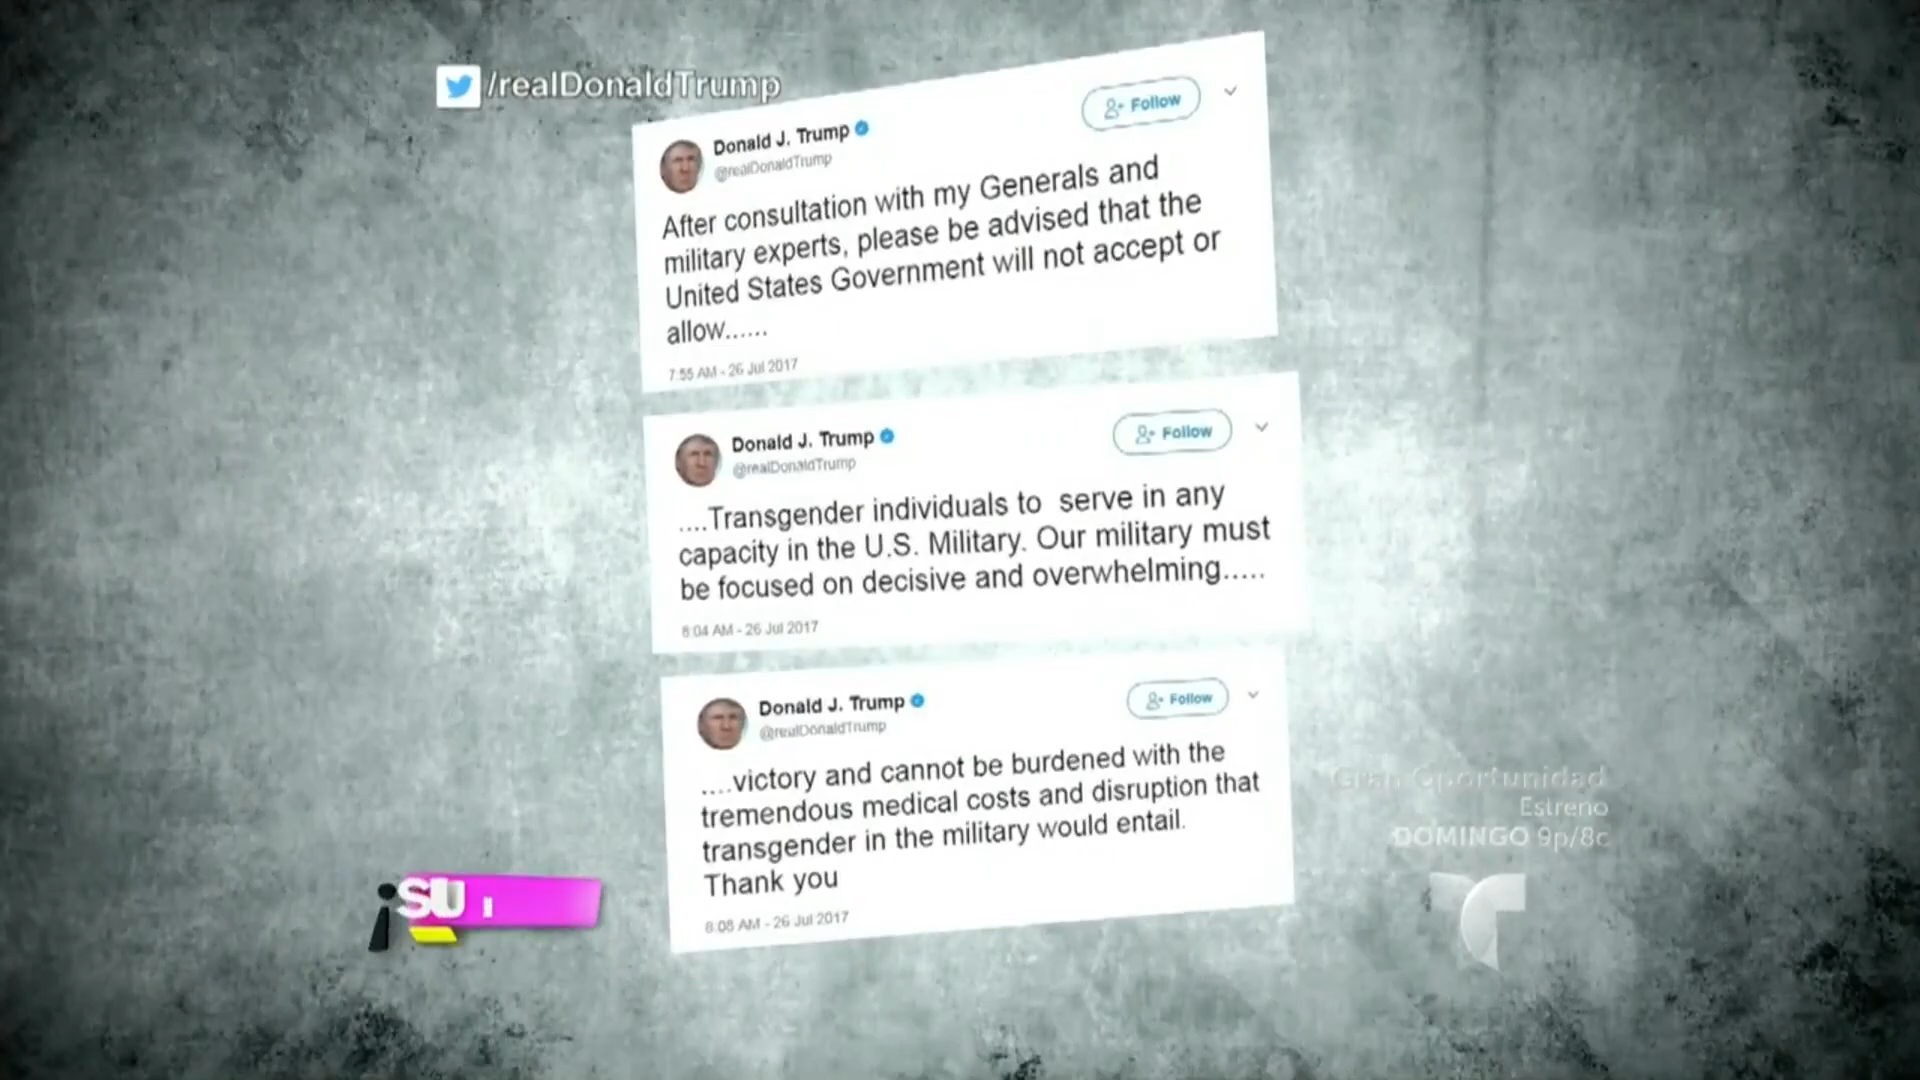 /realDonaldTrump
Donald J. Trump
@realDonaldTrump
Follow
After consultation with my Generals and
military experts, please be advised that the
United States Government will not accept or
allow......
7:55 AM - 26 Jul 2017
Donald J. Trump
@realDonaldTrump
Follow
....Transgender individuals to serve in any
capacity in the U.S. Military. Our military must
be focused on decisive and overwhelming.....
8:04 AM - 26 Jul 2017
Donald J. Trump
@realDonaldTrump
Follow
....victory and cannot be burdened with the
tremendous medical costs and disruption that
transgender in the military would entail.
Thank you
8:08 AM - 26 Jul 2017
Gran Oportunidad
Estreno
DOMINGO 9p/8c
¡SU